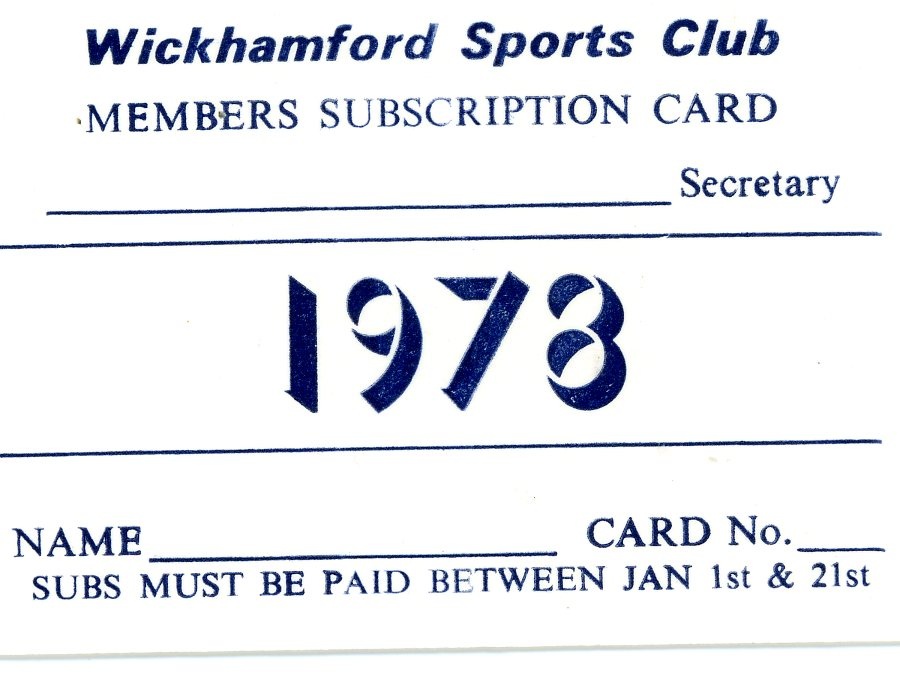 Wickhamford Sports Club
MEMBERS SUBSCRIPTION CARD
Secretary
1978
NAME CARD No.
SUBS MUST BE PAID BETWEEN JAN 1st & 21st